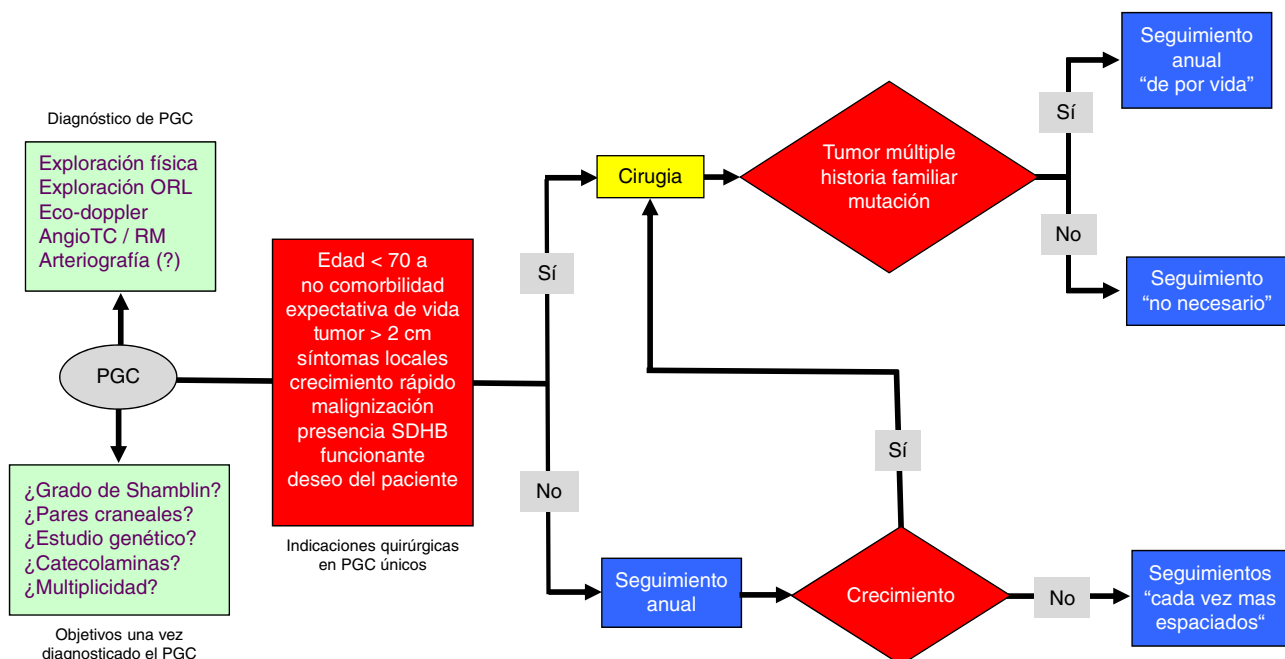 Diagnóstico de PGC
Exploración física
Exploración ORL
Eco-doppler
AngioTC / RM
Arteriografía (?)
PGC
¿Grado de Shamblin?
¿Pares craneales?
¿Estudio genético?
¿Catecolaminas?
¿Multiplicidad?
Objetivos una vez
diagnosticado el PGC
Edad < 70 a
no comorbilidad
expectativa de vida
tumor > 2 cm
síntomas locales
crecimiento rápido
malignización
presencia SDHB
funcionante
deseo del paciente
Indicaciones quirúrgicas
en PGC únicos
Sí
Cirugia
Tumor múltiple
historia familiar
mutación
Sí
Seguimiento
anual
“de por vida”
No
Seguimiento
“no necesario”
No
Seguimiento
anual
Crecimiento
Sí
No
Seguimientos
“cada vez mas
espaciados“